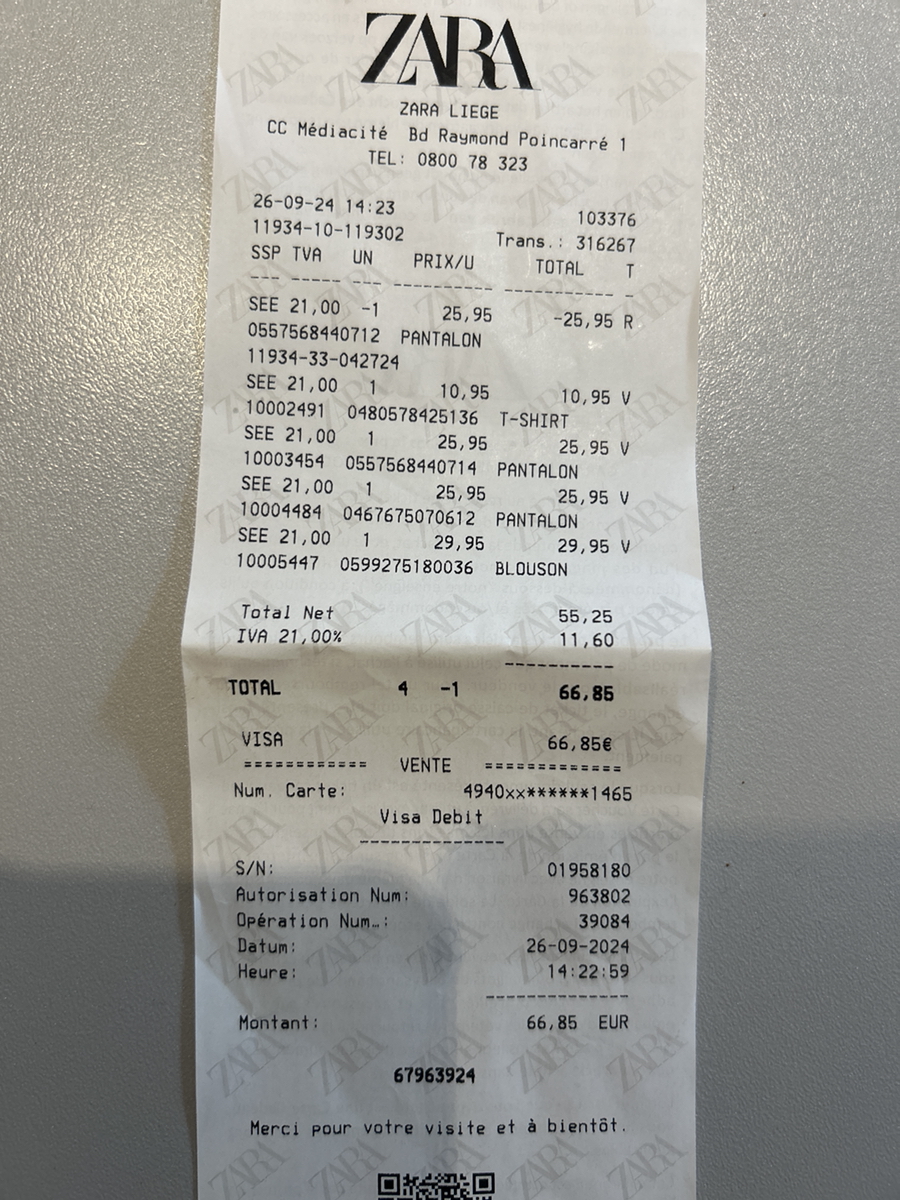 ZARA
ZARA LIEGE
CC Médiacité Bd Raymond Poincarré 1
TEL: 0800 78 323
26-09-24 14:23 103376
11934-10-119302 Trans.: 316267
SSP TVA UN PRIX/U TOTAL T
--- ----- --- ---------- ----------- -
SEE 21,00 -1 25,95 -25,95 R
0557568440712 PANTALON
11934-33-042724
SEE 21,00 1 10,95 10,95 V
10002491 0480578425136 T-SHIRT
SEE 21,00 1 25,95 25,95 V
10003454 0557568440714 PANTALON
SEE 21,00 1 25,95 25,95 V
10004484 0467675070612 PANTALON
SEE 21,00 1 29,95 29,95 V
10005447 0599275180036 BLOUSON
Total Net 55,25
IVA 21,00% 11,60
-----------
TOTAL 4 -1 66,85
VISA 66,85€
============ VENTE =============
Num. Carte: 4940xx******1465
Visa Debit
--------------
S/N: 01958180
Autorisation Num: 963802
Opération Num…: 39084
Datum: 26-09-2024
Heure: 14:22:59
--------------
Montant: 66,85 EUR
67963924
Merci pour votre visite et à bientôt.